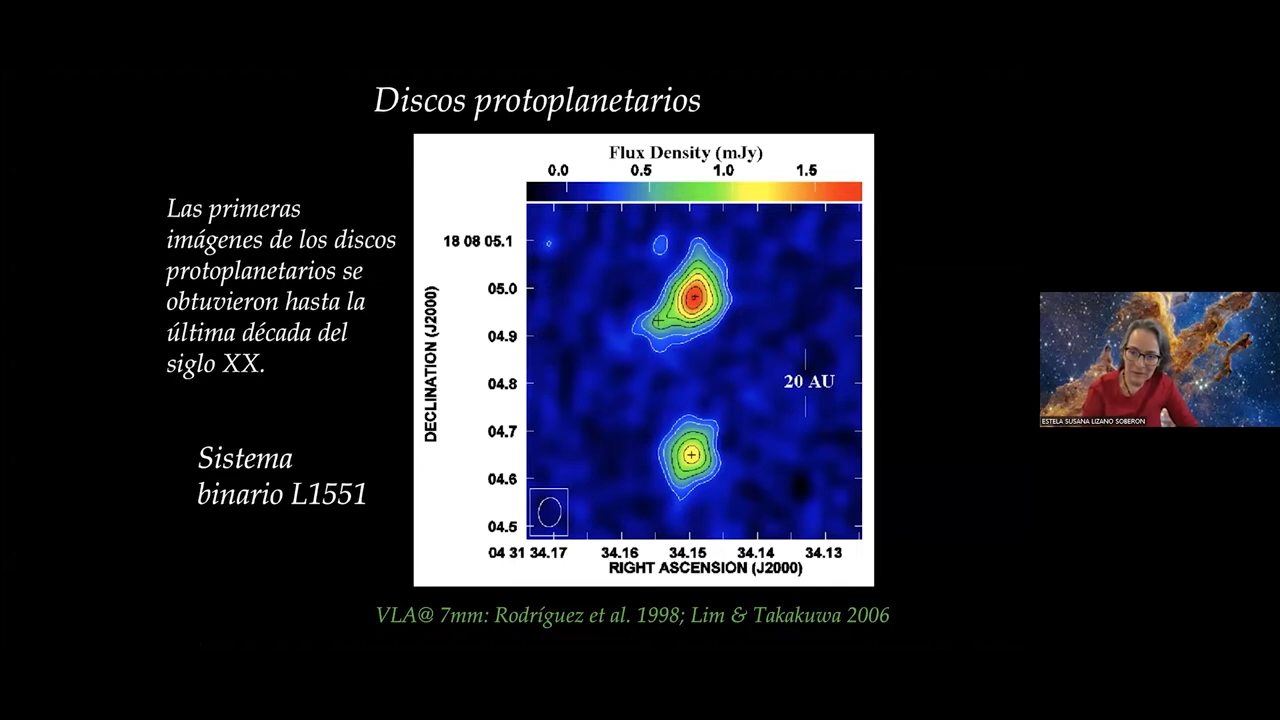 Discos protoplanetarios
Las primeras
imágenes de los discos
protoplanetarios se
obtuvieron hasta la
última década del
siglo XX.
Sistema
binario L1551
Flux Density (mJy)
0.0 0.5 1.0 1.5
DECLINATION (J2000)
18 08 05.1
05.0
04.9
04.8
04.7
04.6
04.5
20 AU
04 31 34.17 34.16 34.15 34.14 34.13
RIGHT ASCENSION (J2000)
VLA@ 7mm: Rodríguez et al. 1998; Lim & Takakuwa 2006
ESTELA SUSANA LIZANO SOBERON